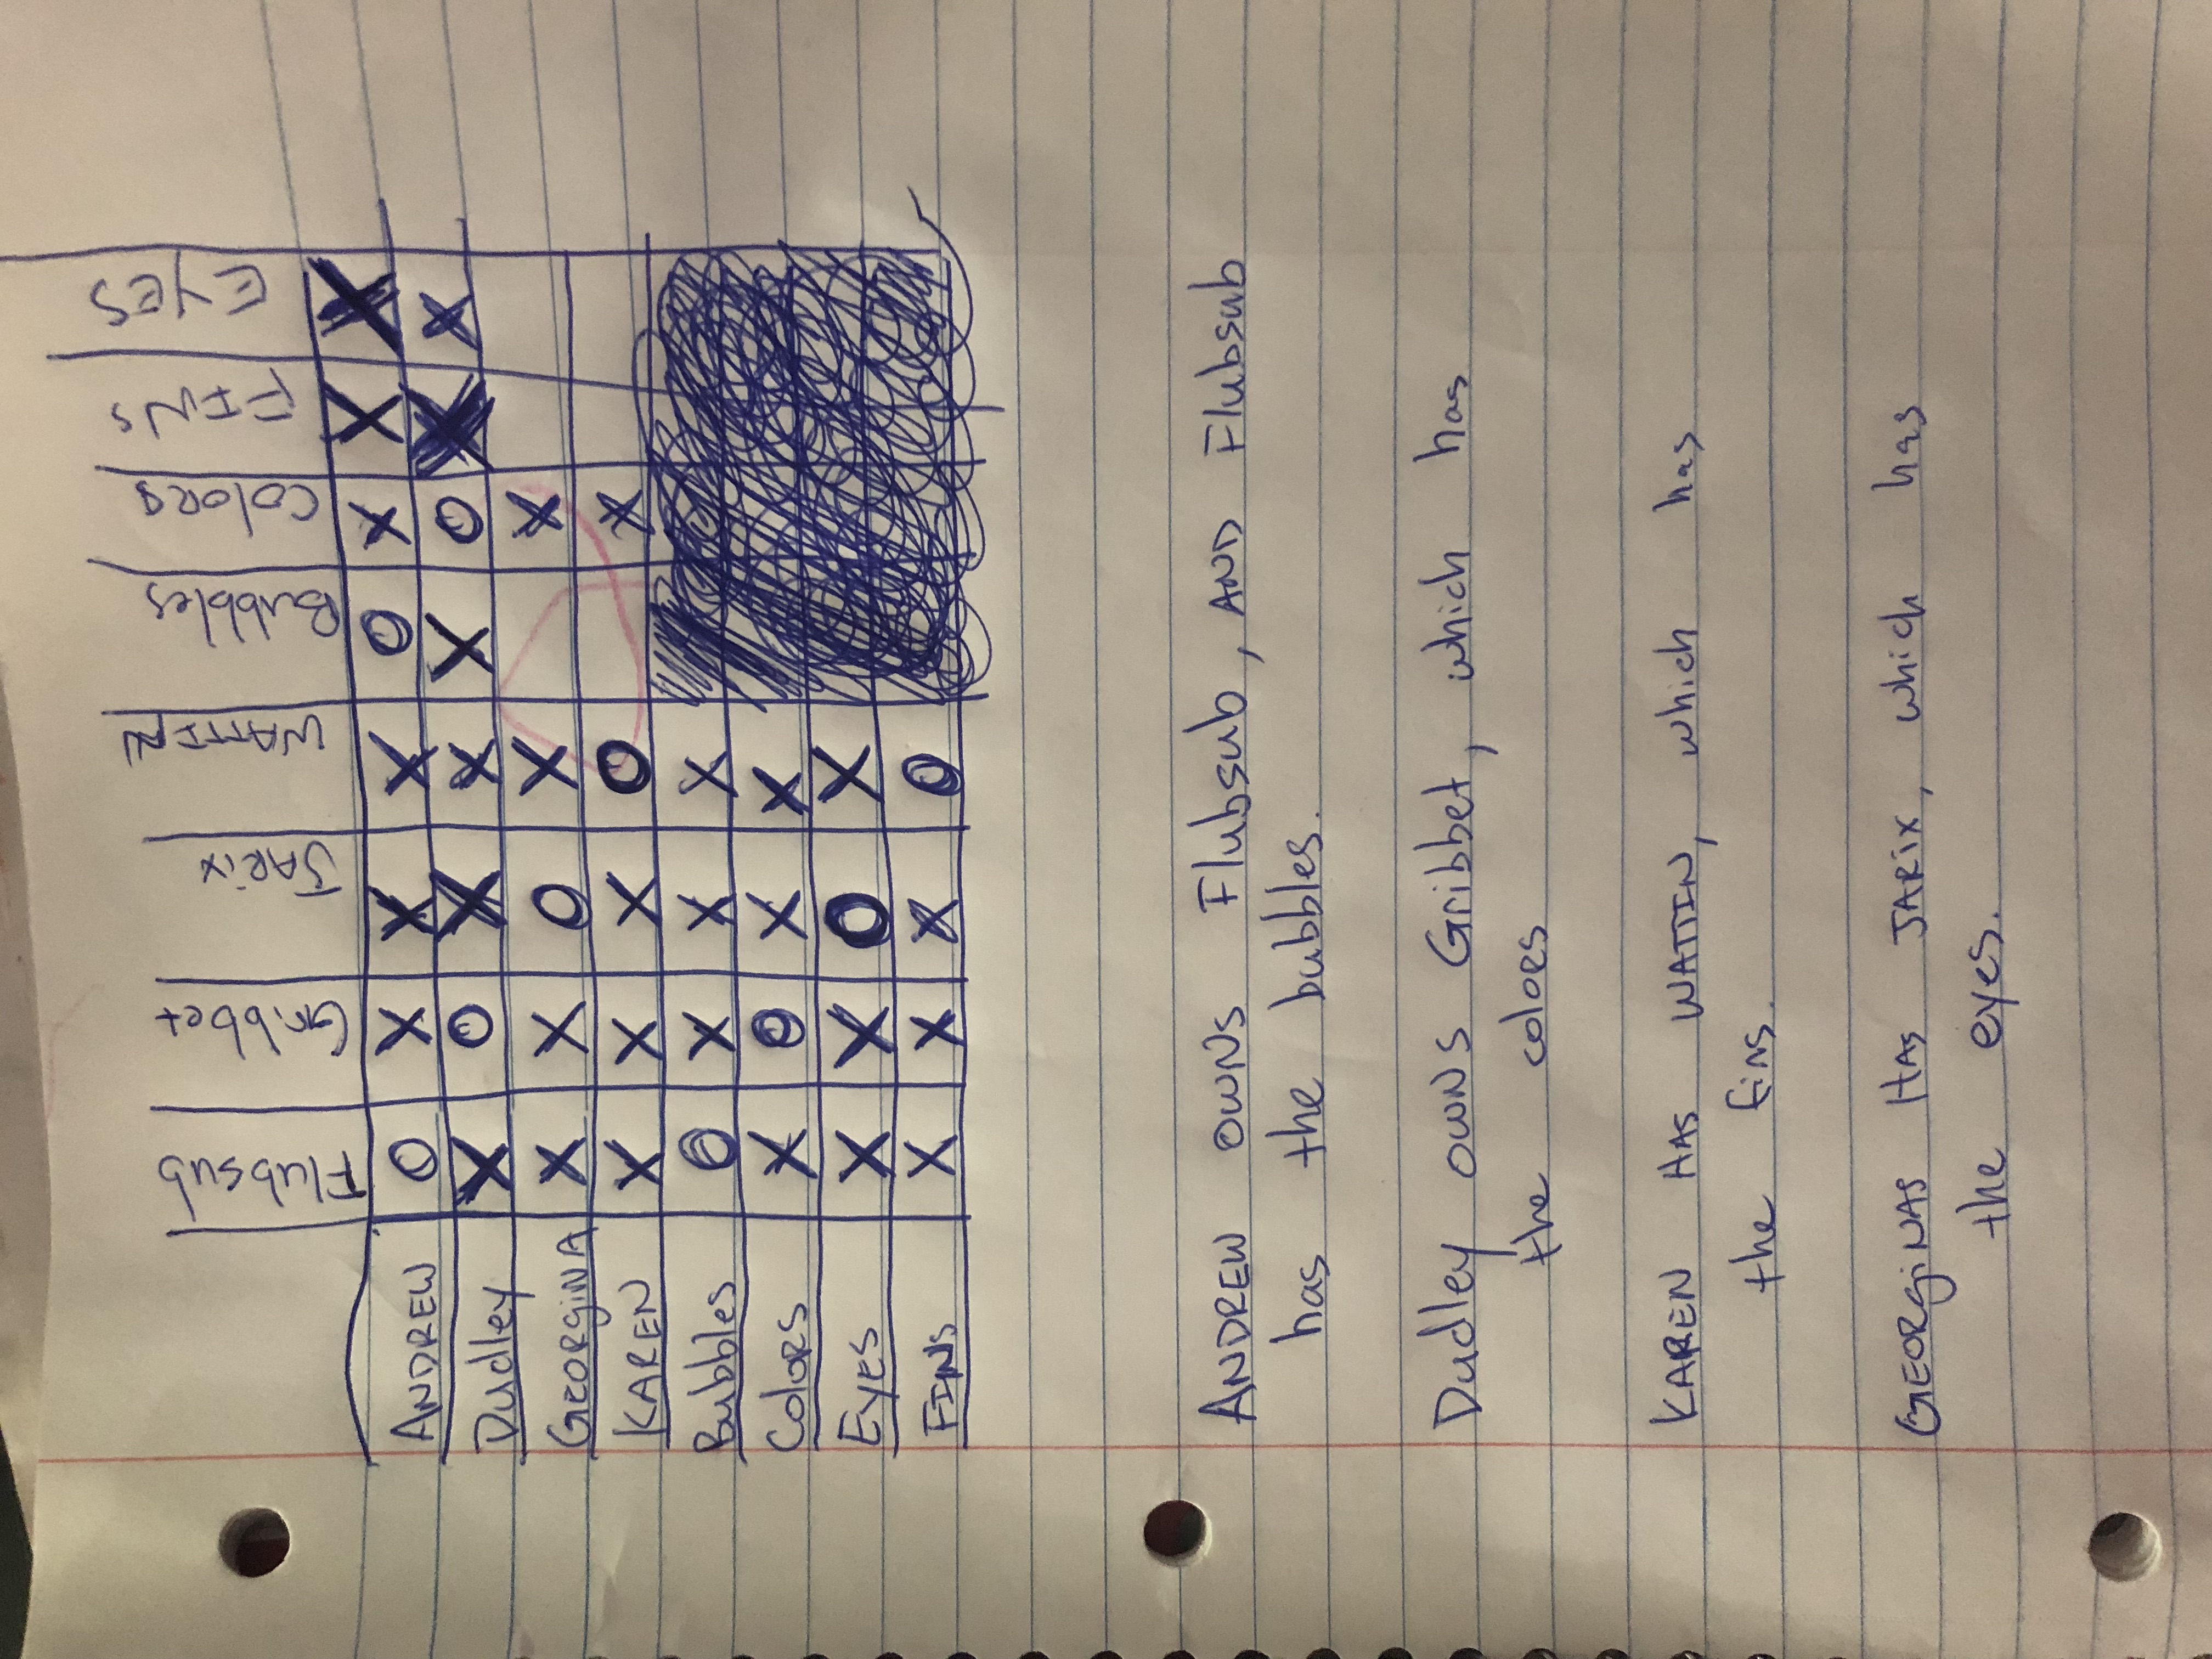 Flubsub Gribbet JARIX WATTIN Bubbles Colors FINS EYES
ANDREW O X X X O X X X
Dudley X O X X X O X X
GEORGINA X X O X X
KAREN X X X O X
Bubbles O X X X
Colors X O X X
EYES X X O X
FINS X X X O
ANDREW OWNS Flubsub, AND Flubsub
has the bubbles.
Dudley OWNS Gribbet, which has
the colors
KAREN HAS WATTIN, which has
the fins.
GEORGINAS HAS JARIX, which has
the eyes.